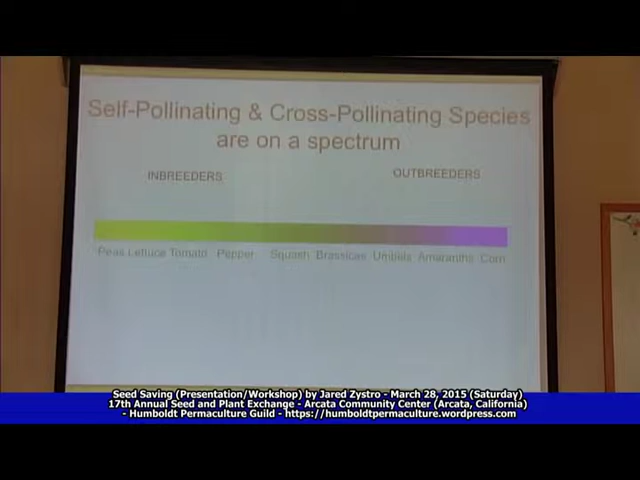 Self-Pollinating & Cross-Pollinating Species
are on a spectrum
INBREEDERS
OUTBREEDERS
Peas Lettuce Tomato Pepper Squash Brassicas Umbels Amaranths Corn
Seed Saving (Presentation/Workshop) by Jared Zystro - March 28, 2015 (Saturday)
17th Annual Seed and Plant Exchange - Arcata Community Center (Arcata, California)
- Humboldt Permaculture Guild - https://humboldtpermaculture.wordpress.com